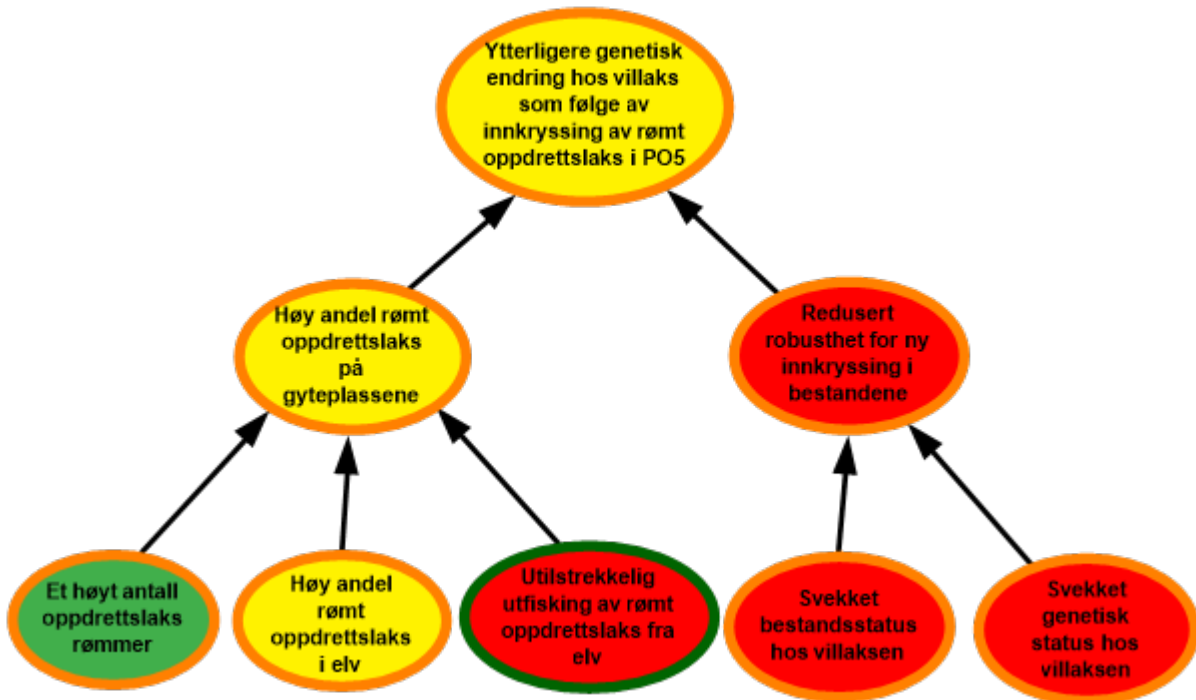 Ytterligere genetisk
endring hos villaks
som følge av
innkryssing av rømt
oppdrettslaks i PO5
Høy andel rømt
oppdrettslaks
på
gyteplassene
Redusert
robusthet for ny
innkryssing i
bestandene
Et høyt antall
oppdrettslaks
rømmer
Høy andel
rømt
oppdrettslaks
i elv
Utilstrekkelig
utfisking av rømt
oppdrettslaks fra
elv
Svekket
bestandsstatus
hos villaksen
Svekket
genetisk
status hos
villaksen